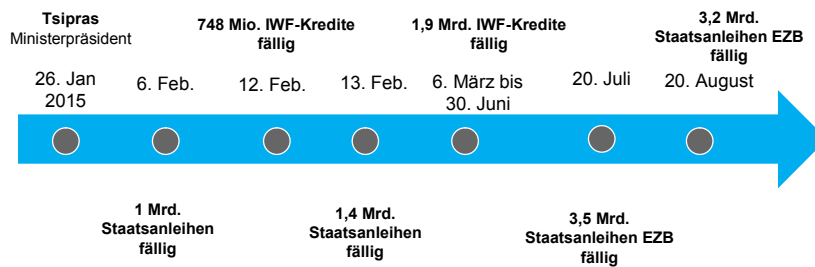 Tsipras
Ministerpräsident
748 Mio. IWF-Kredite
fällig
1,9 Mrd. IWF-Kredite
fällig
3,2 Mrd.
Staatsanleihen EZB
fällig
26. Jan
2015
6. Feb.
12. Feb.
13. Feb.
6. März bis
30. Juni
20. Juli
20. August
1 Mrd.
Staatsanleihen
fällig
1,4 Mrd.
Staatsanleihen
fällig
3,5 Mrd.
Staatsanleihen EZB
fällig